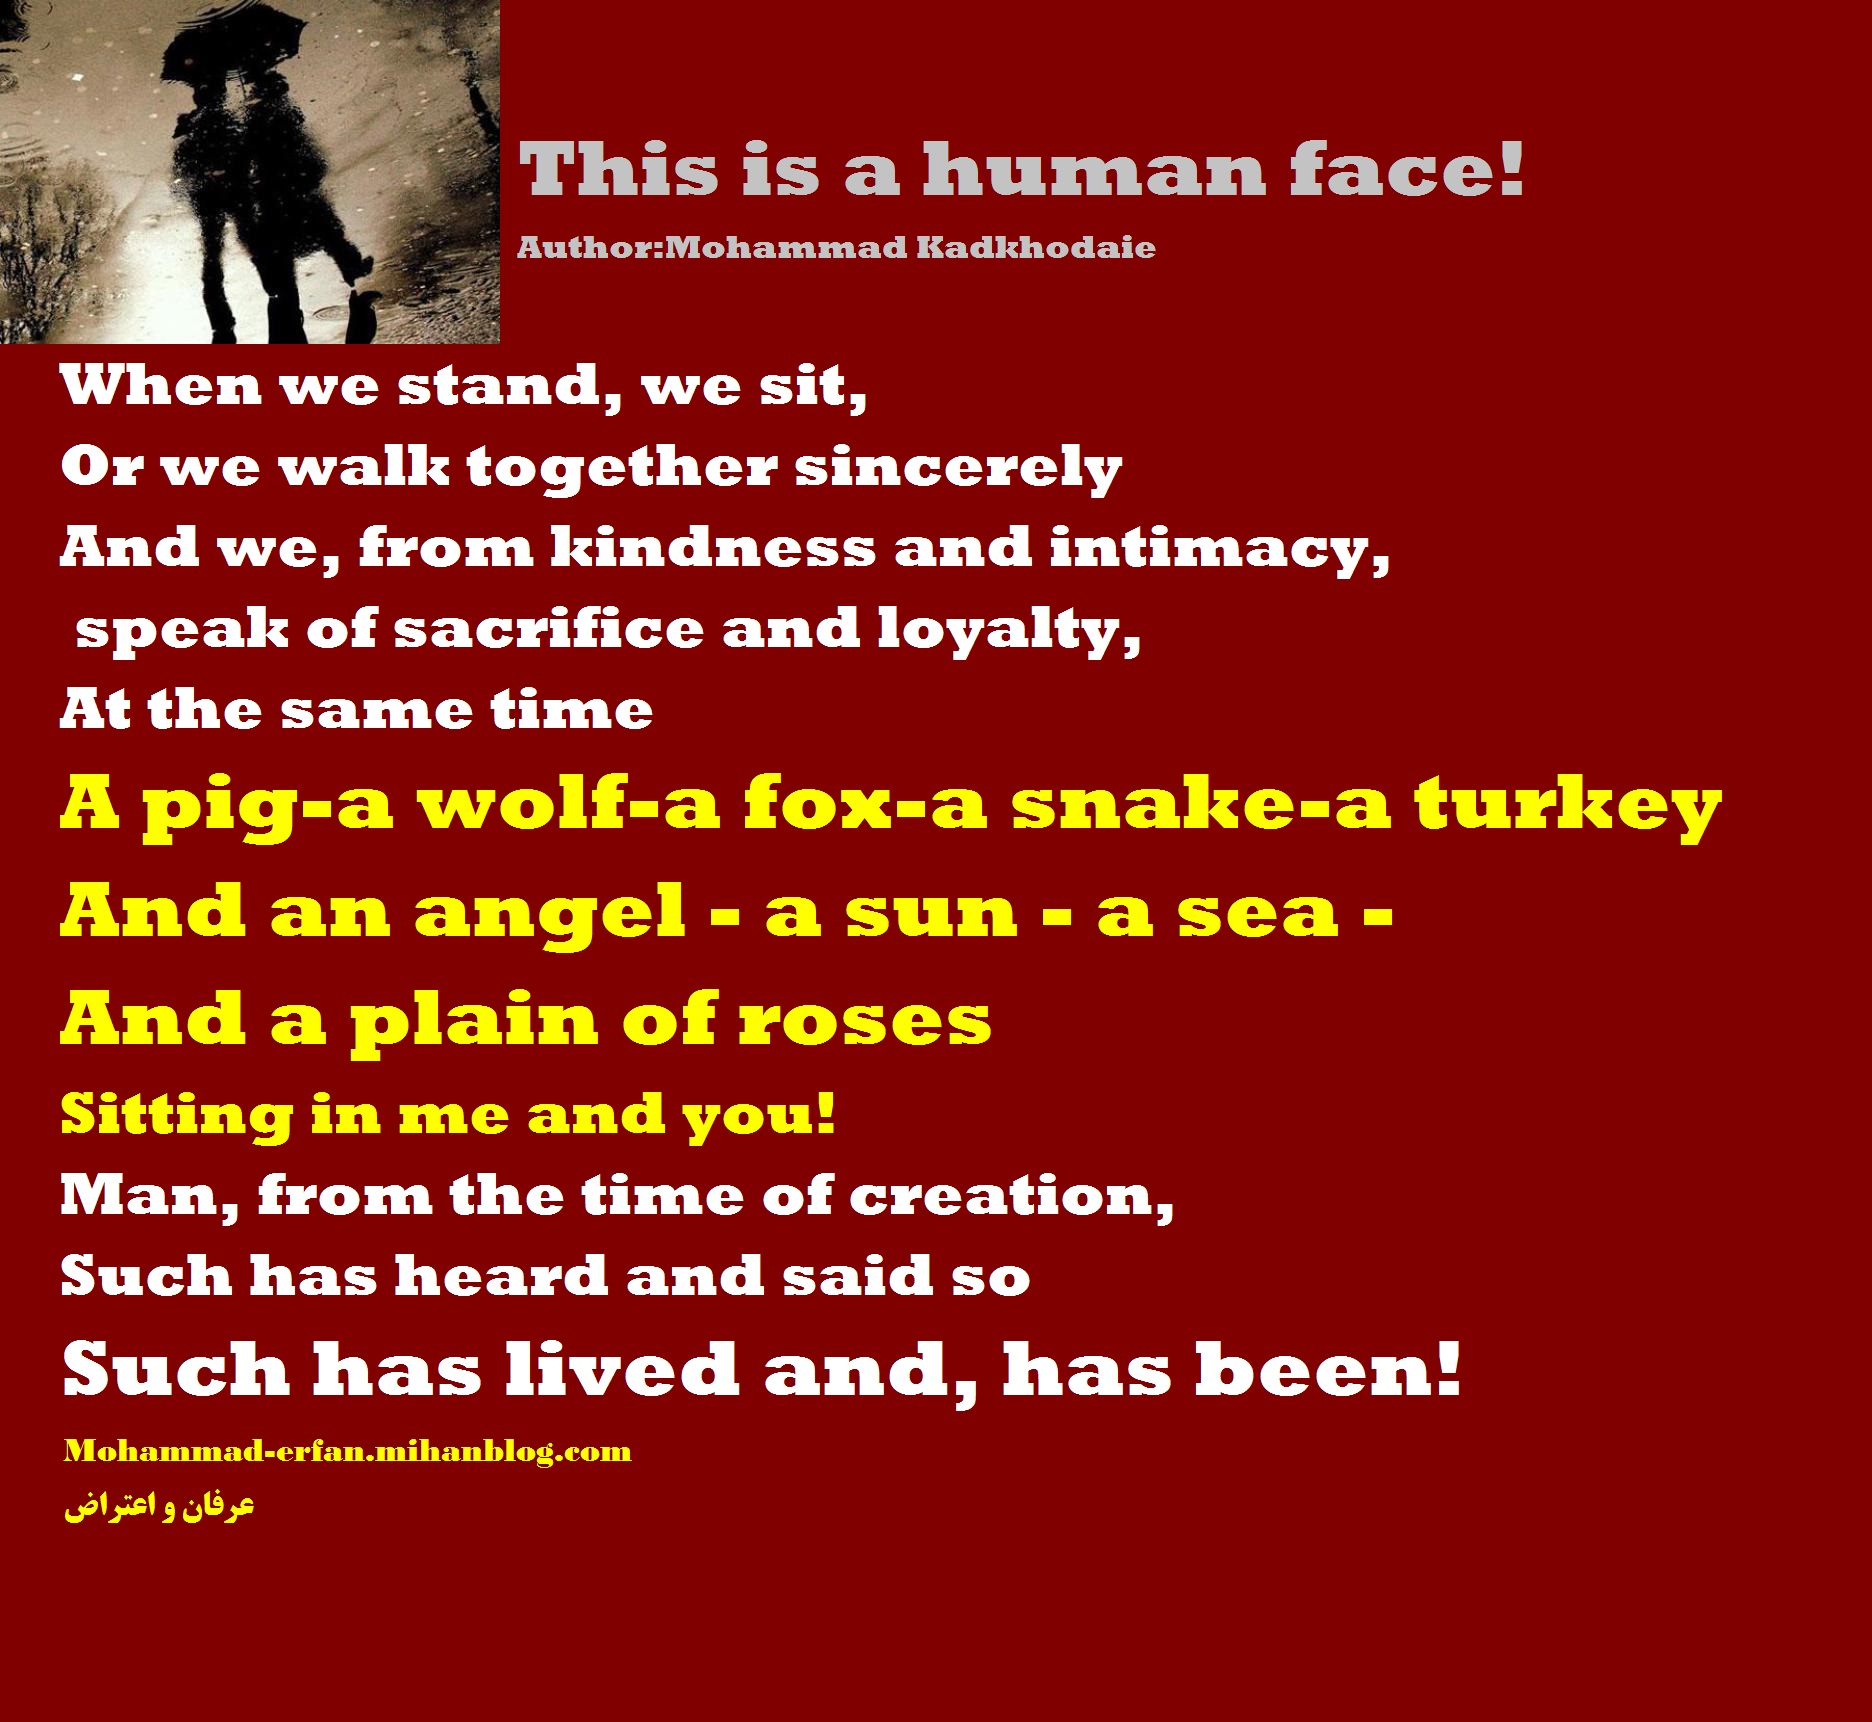 This is a human face!
Author:Mohammad Kadkhodaie
When we stand, we sit,
Or we walk together sincerely
And we, from kindness and intimacy,
speak of sacrifice and loyalty,
At the same time
A pig-a wolf-a fox-a snake-a turkey
And an angel - a sun - a sea -
And a plain of roses
Sitting in me and you!
Man, from the time of creation,
Such has heard and said so
Such has lived and, has been!
Mohammad-erfan.mihanblog.com
عرفان و اعتراض